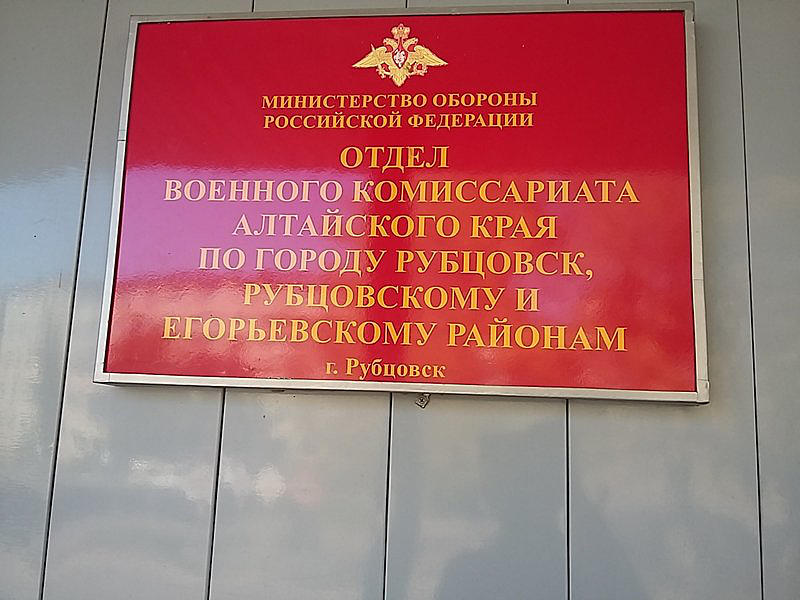 МИНИСТЕРСТВО ОБОРОНЫ
РОССИЙСКОЙ ФЕДЕРАЦИИ
ОТДЕЛ
ВОЕННОГО КОМИССАРИАТА
АЛТАЙСКОГО КРАЯ
ПО ГОРОДУ РУБЦОВСК,
РУБЦОВСКОМУ И
ЕГОРЬЕВСКОМУ РАЙОНАМ
г. Рубцовск